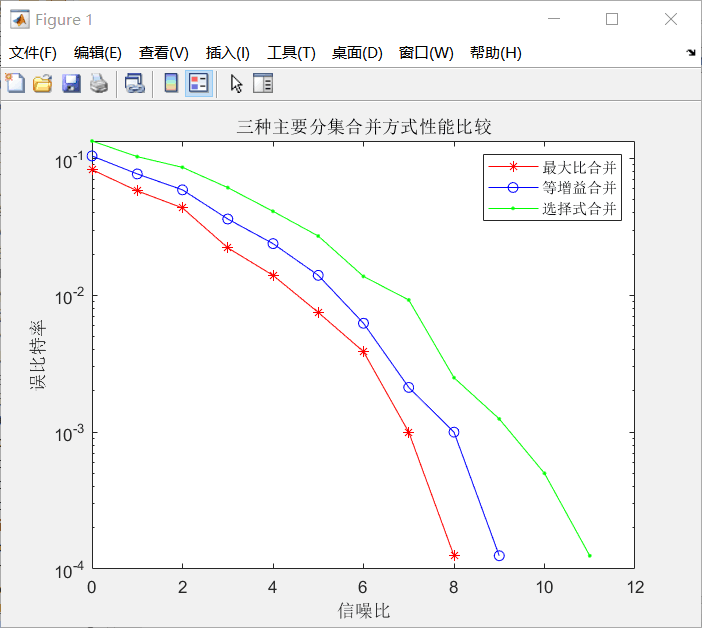 Figure 1
文件(F) 编辑(E) 查看(V) 插入(I) 工具(T) 桌面(D) 窗口(W) 帮助(H)
三种主要分集合并方式性能比较
最大比合并
等增益合并
选择式合并
10-1
10-2
10-3
10-4
误比特率
0 2 4 6 8 10 12
信噪比